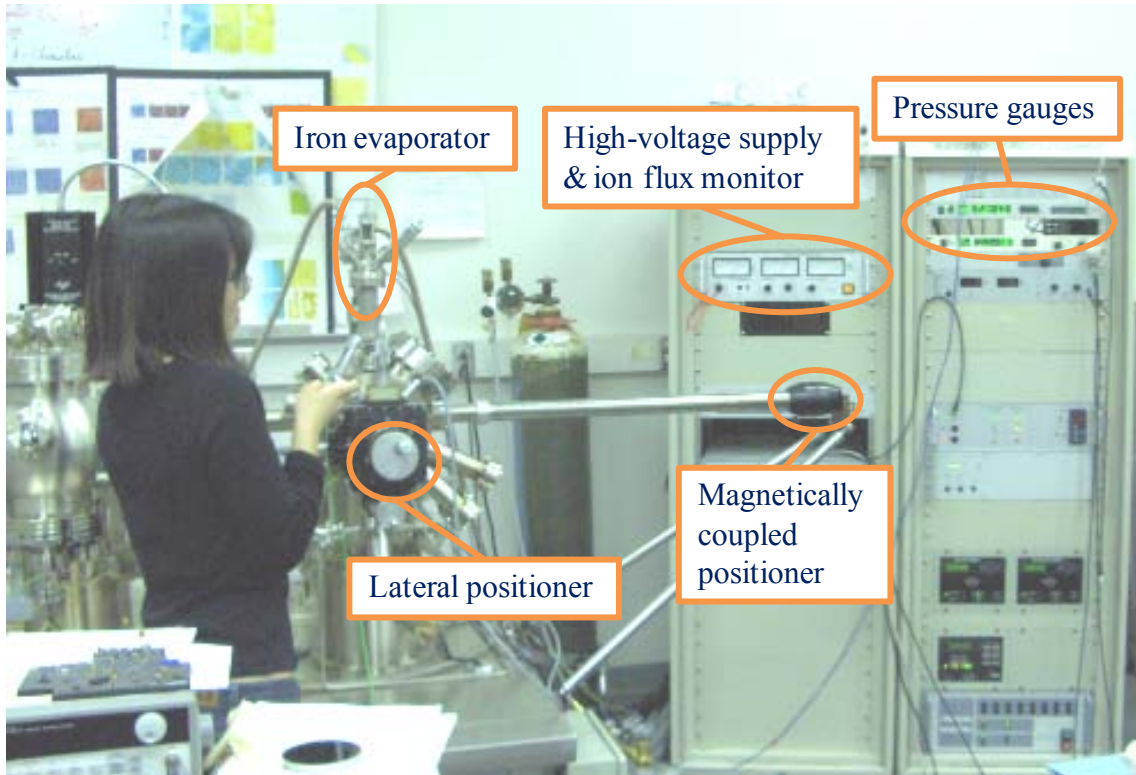 Iron evaporator
High-voltage supply
& ion flux monitor
Pressure gauges
Magnetically
coupled
positioner
Lateral positioner